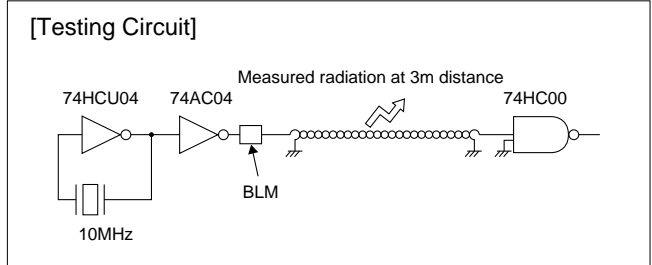 [Testing Circuit]
Measured radiation at 3m distance
74HCU04 74AC04 74HC00
BLM
10MHz